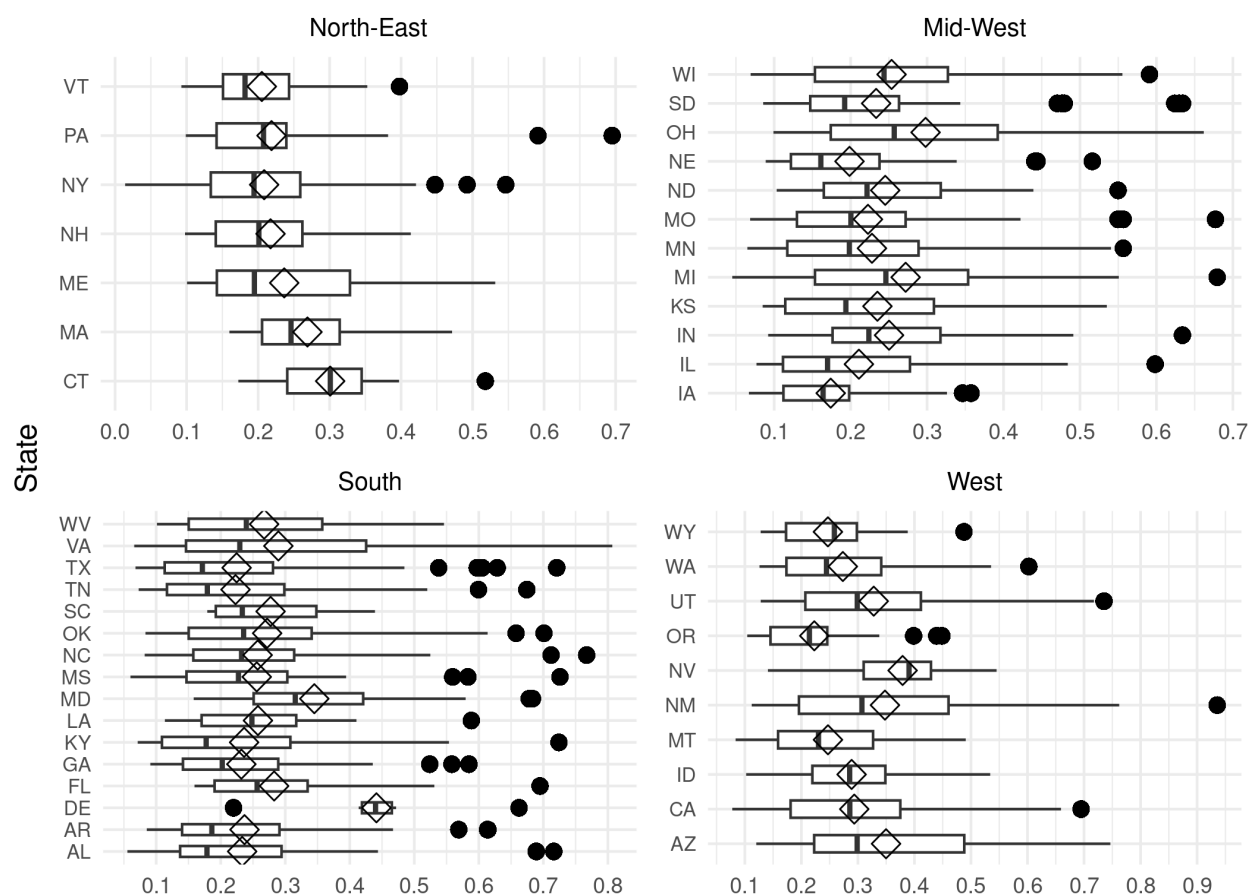 North-East
VT
PA
NY
NH
ME
MA
CT
0.0 0.1 0.2 0.3 0.4 0.5 0.6 0.7
Mid-West
WI
SD
OH
NE
ND
MO
MN
MI
KS
IN
IL
IA
0.1 0.2 0.3 0.4 0.5 0.6 0.7
State
South
WV
VA
TX
TN
SC
OK
NC
MS
MD
LA
KY
GA
FL
DE
AR
AL
0.1 0.2 0.3 0.4 0.5 0.6 0.7 0.8
West
WY
WA
UT
OR
NV
NM
MT
ID
CA
AZ
0.1 0.2 0.3 0.4 0.5 0.6 0.7 0.8 0.9